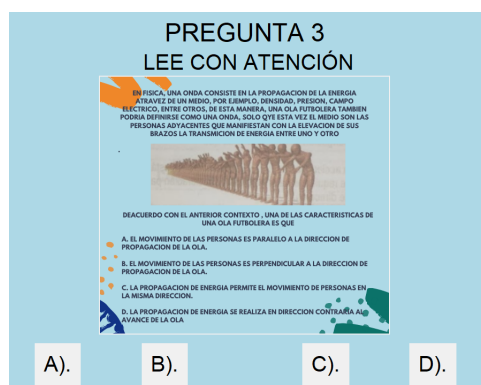 PREGUNTA 3
LEE CON ATENCIÓN
EN FISICA, UNA ONDA CONSISTE EN LA PROPAGACION DE LA ENERGIA
ATRAVEZ DE UN MEDIO, POR EJEMPLO, DENSIDAD, PRESION, CAMPO
ELECTRICO, ENTRE OTROS, DE ESTA MANERA, UNA OLA FUTBOLERA TAMBIEN
PODRIA DEFINIRSE COMO UNA ONDA, SOLO QYE ESTA VEZ EL MEDIO SON LAS
PERSONAS ADYACENTES QUE MANIFIESTAN CON LA ELEVACION DE SUS
BRAZOS LA TRANSMICION DE ENERGIA ENTRE UNO Y OTRO
DEACUERDO CON EL ANTERIOR CONTEXTO , UNA DE LAS CARACTERISTICAS DE
UNA OLA FUTBOLERA ES QUE
A. EL MOVIMIENTO DE LAS PERSONAS ES PARALELO A LA DIRECCION DE
PROPAGACION DE LA OLA.
B. EL MOVIMIENTO DE LAS PERSONAS ES PERPENDICULAR A LA DIRECCION DE
PROPAGACION DE LA OLA.
C. LA PROPAGACION DE ENERGIA PERMITE EL MOVIMIENTO DE PERSONAS EN
LA MISMA DIRECCION.
D. LA PROPAGACION DE ENERGIA SE REALIZA EN DIRECCION CONTRARIA AL
AVANCE DE LA OLA
A). B). C). D).